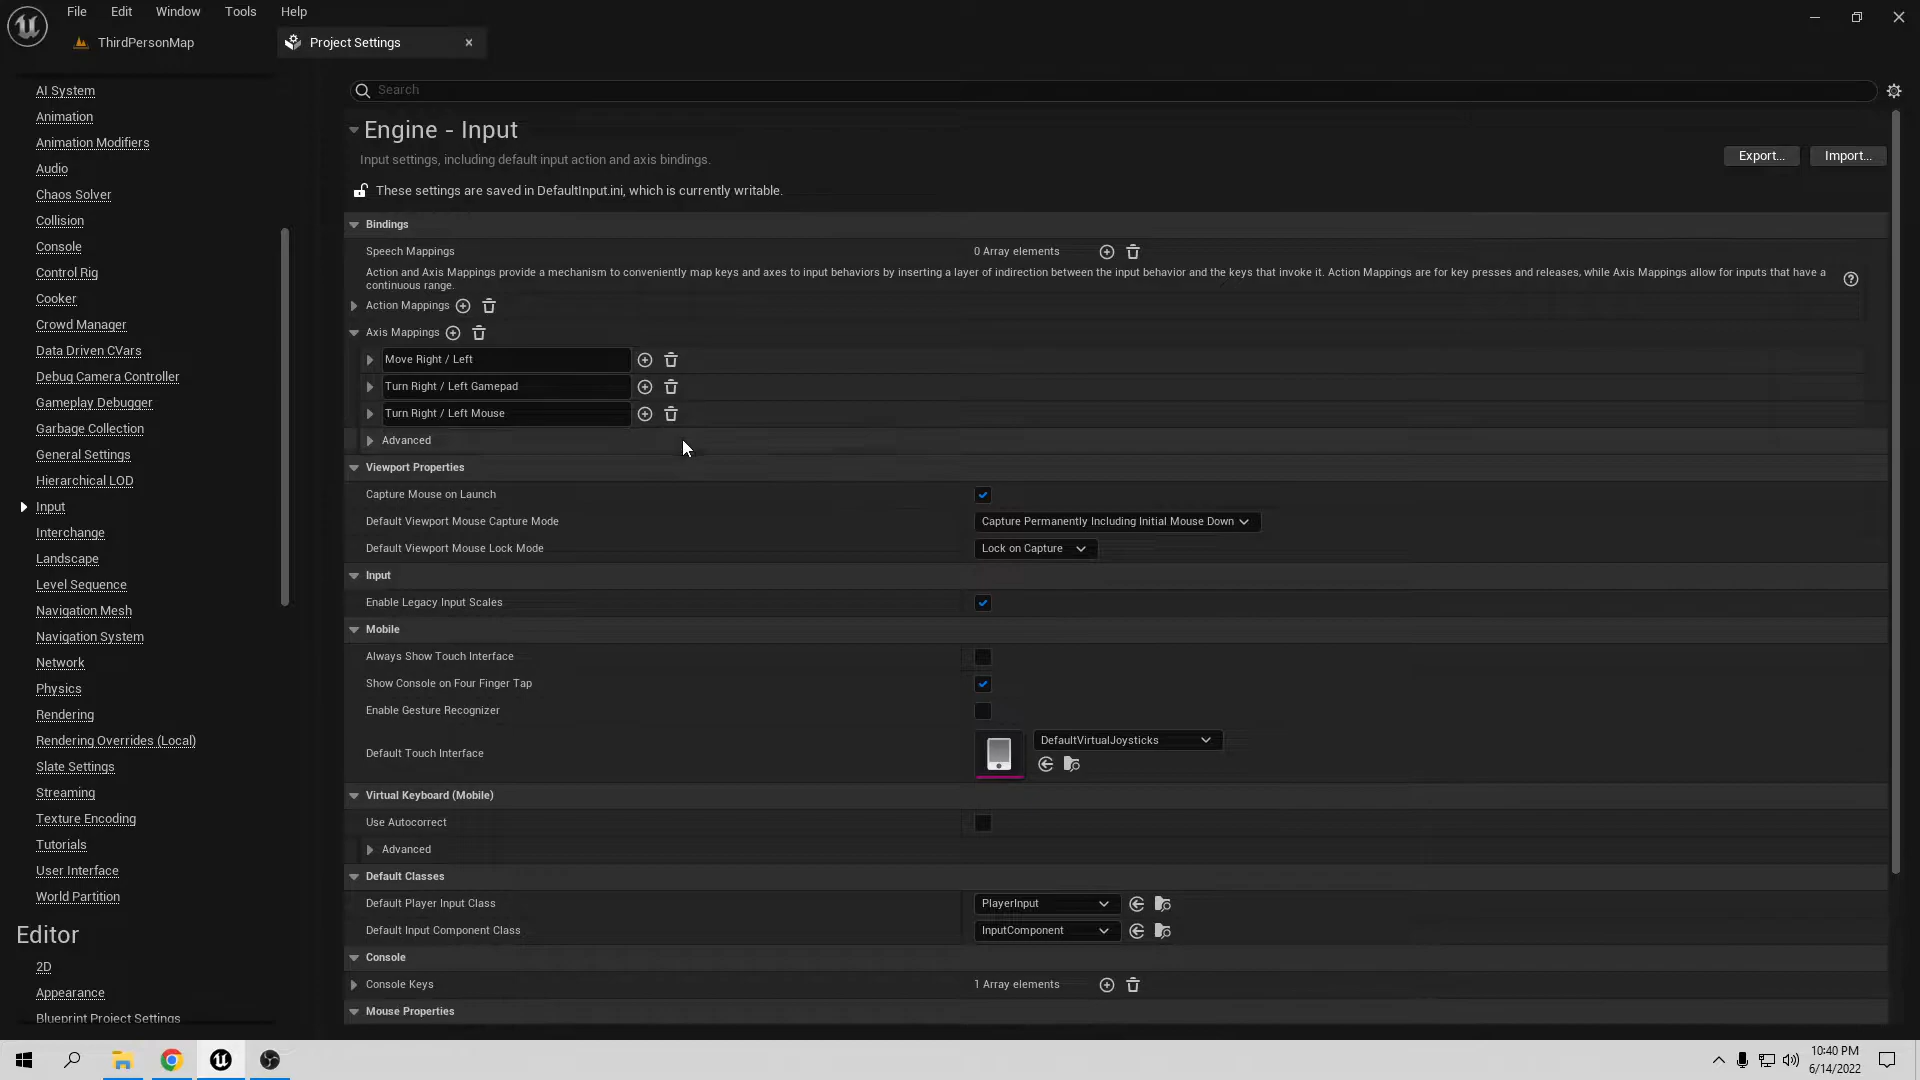 File Edit Window Tools Help
ThirdPersonMap
Project Settings
AI System
Animation
Animation Modifiers
Audio
Chaos Solver
Collision
Console
Control Rig
Cooker
Crowd Manager
Data Driven CVars
Debug Camera Controller
Gameplay Debugger
Garbage Collection
General Settings
Hierarchical LOD
Input
Interchange
Landscape
Level Sequence
Navigation Mesh
Navigation System
Network
Physics
Rendering
Rendering Overrides (Local)
Slate Settings
Streaming
Texture Encoding
Tutorials
User Interface
World Partition
Editor
2D
Appearance
Blueprint Project Settings
Search
Engine - Input
Input settings, including default input action and axis bindings.
Export... Import...
These settings are saved in DefaultInput.ini, which is currently writable.
Bindings
Speech Mappings 0 Array elements
Action and Axis Mappings provide a mechanism to conveniently map keys and axes to input behaviors by inserting a layer of indirection between the input behavior and the keys that invoke it. Action Mappings are for key presses and releases, while Axis Mappings allow for inputs that have a
continuous range.
Action Mappings
Axis Mappings
Move Right / Left
Turn Right / Left Gamepad
Turn Right / Left Mouse
Advanced
Viewport Properties
Capture Mouse on Launch
Default Viewport Mouse Capture Mode Capture Permanently Including Initial Mouse Down
Default Viewport Mouse Lock Mode Lock on Capture
Input
Enable Legacy Input Scales
Mobile
Always Show Touch Interface
Show Console on Four Finger Tap
Enable Gesture Recognizer
Default Touch Interface DefaultVirtualJoysticks
Virtual Keyboard (Mobile)
Use Autocorrect
Advanced
Default Classes
Default Player Input Class PlayerInput
Default Input Component Class InputComponent
Console
Console Keys 1 Array elements
Mouse Properties
10:40 PM
6/14/2022